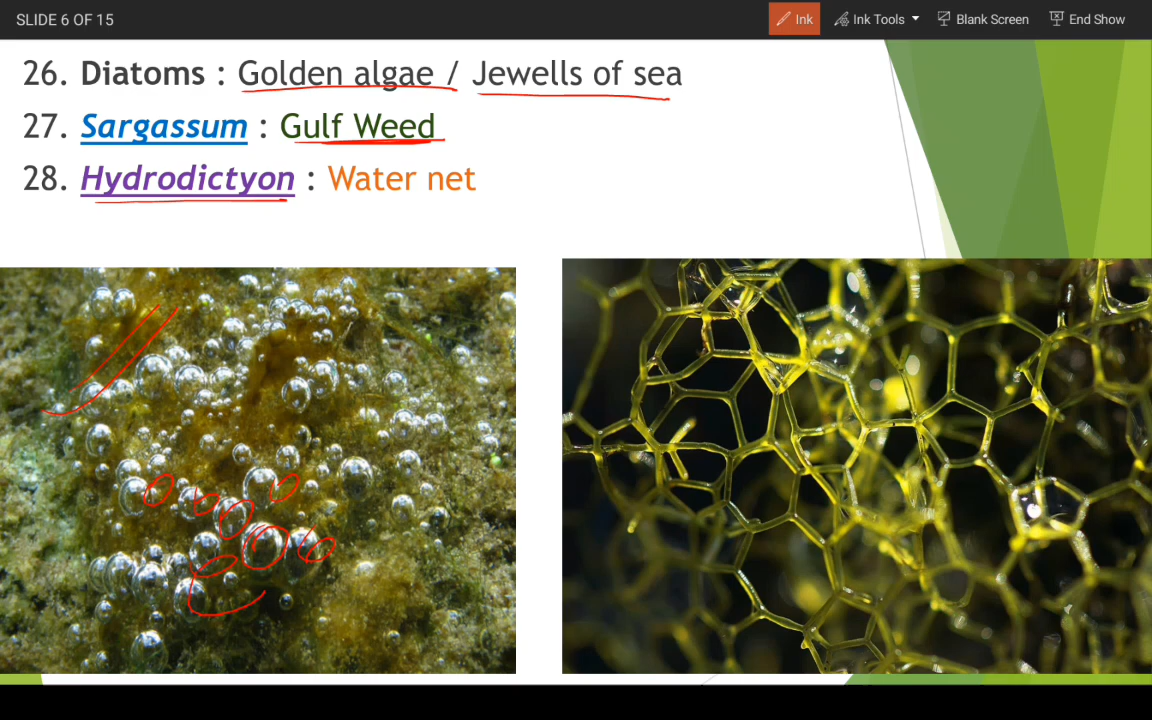 SLIDE 6 OF 15
Ink
Ink Tools
Blank Screen
End Show
26. Diatoms : Golden algae / Jewells of sea
27. Sargassum : Gulf Weed
28. Hydrodictyon : Water net